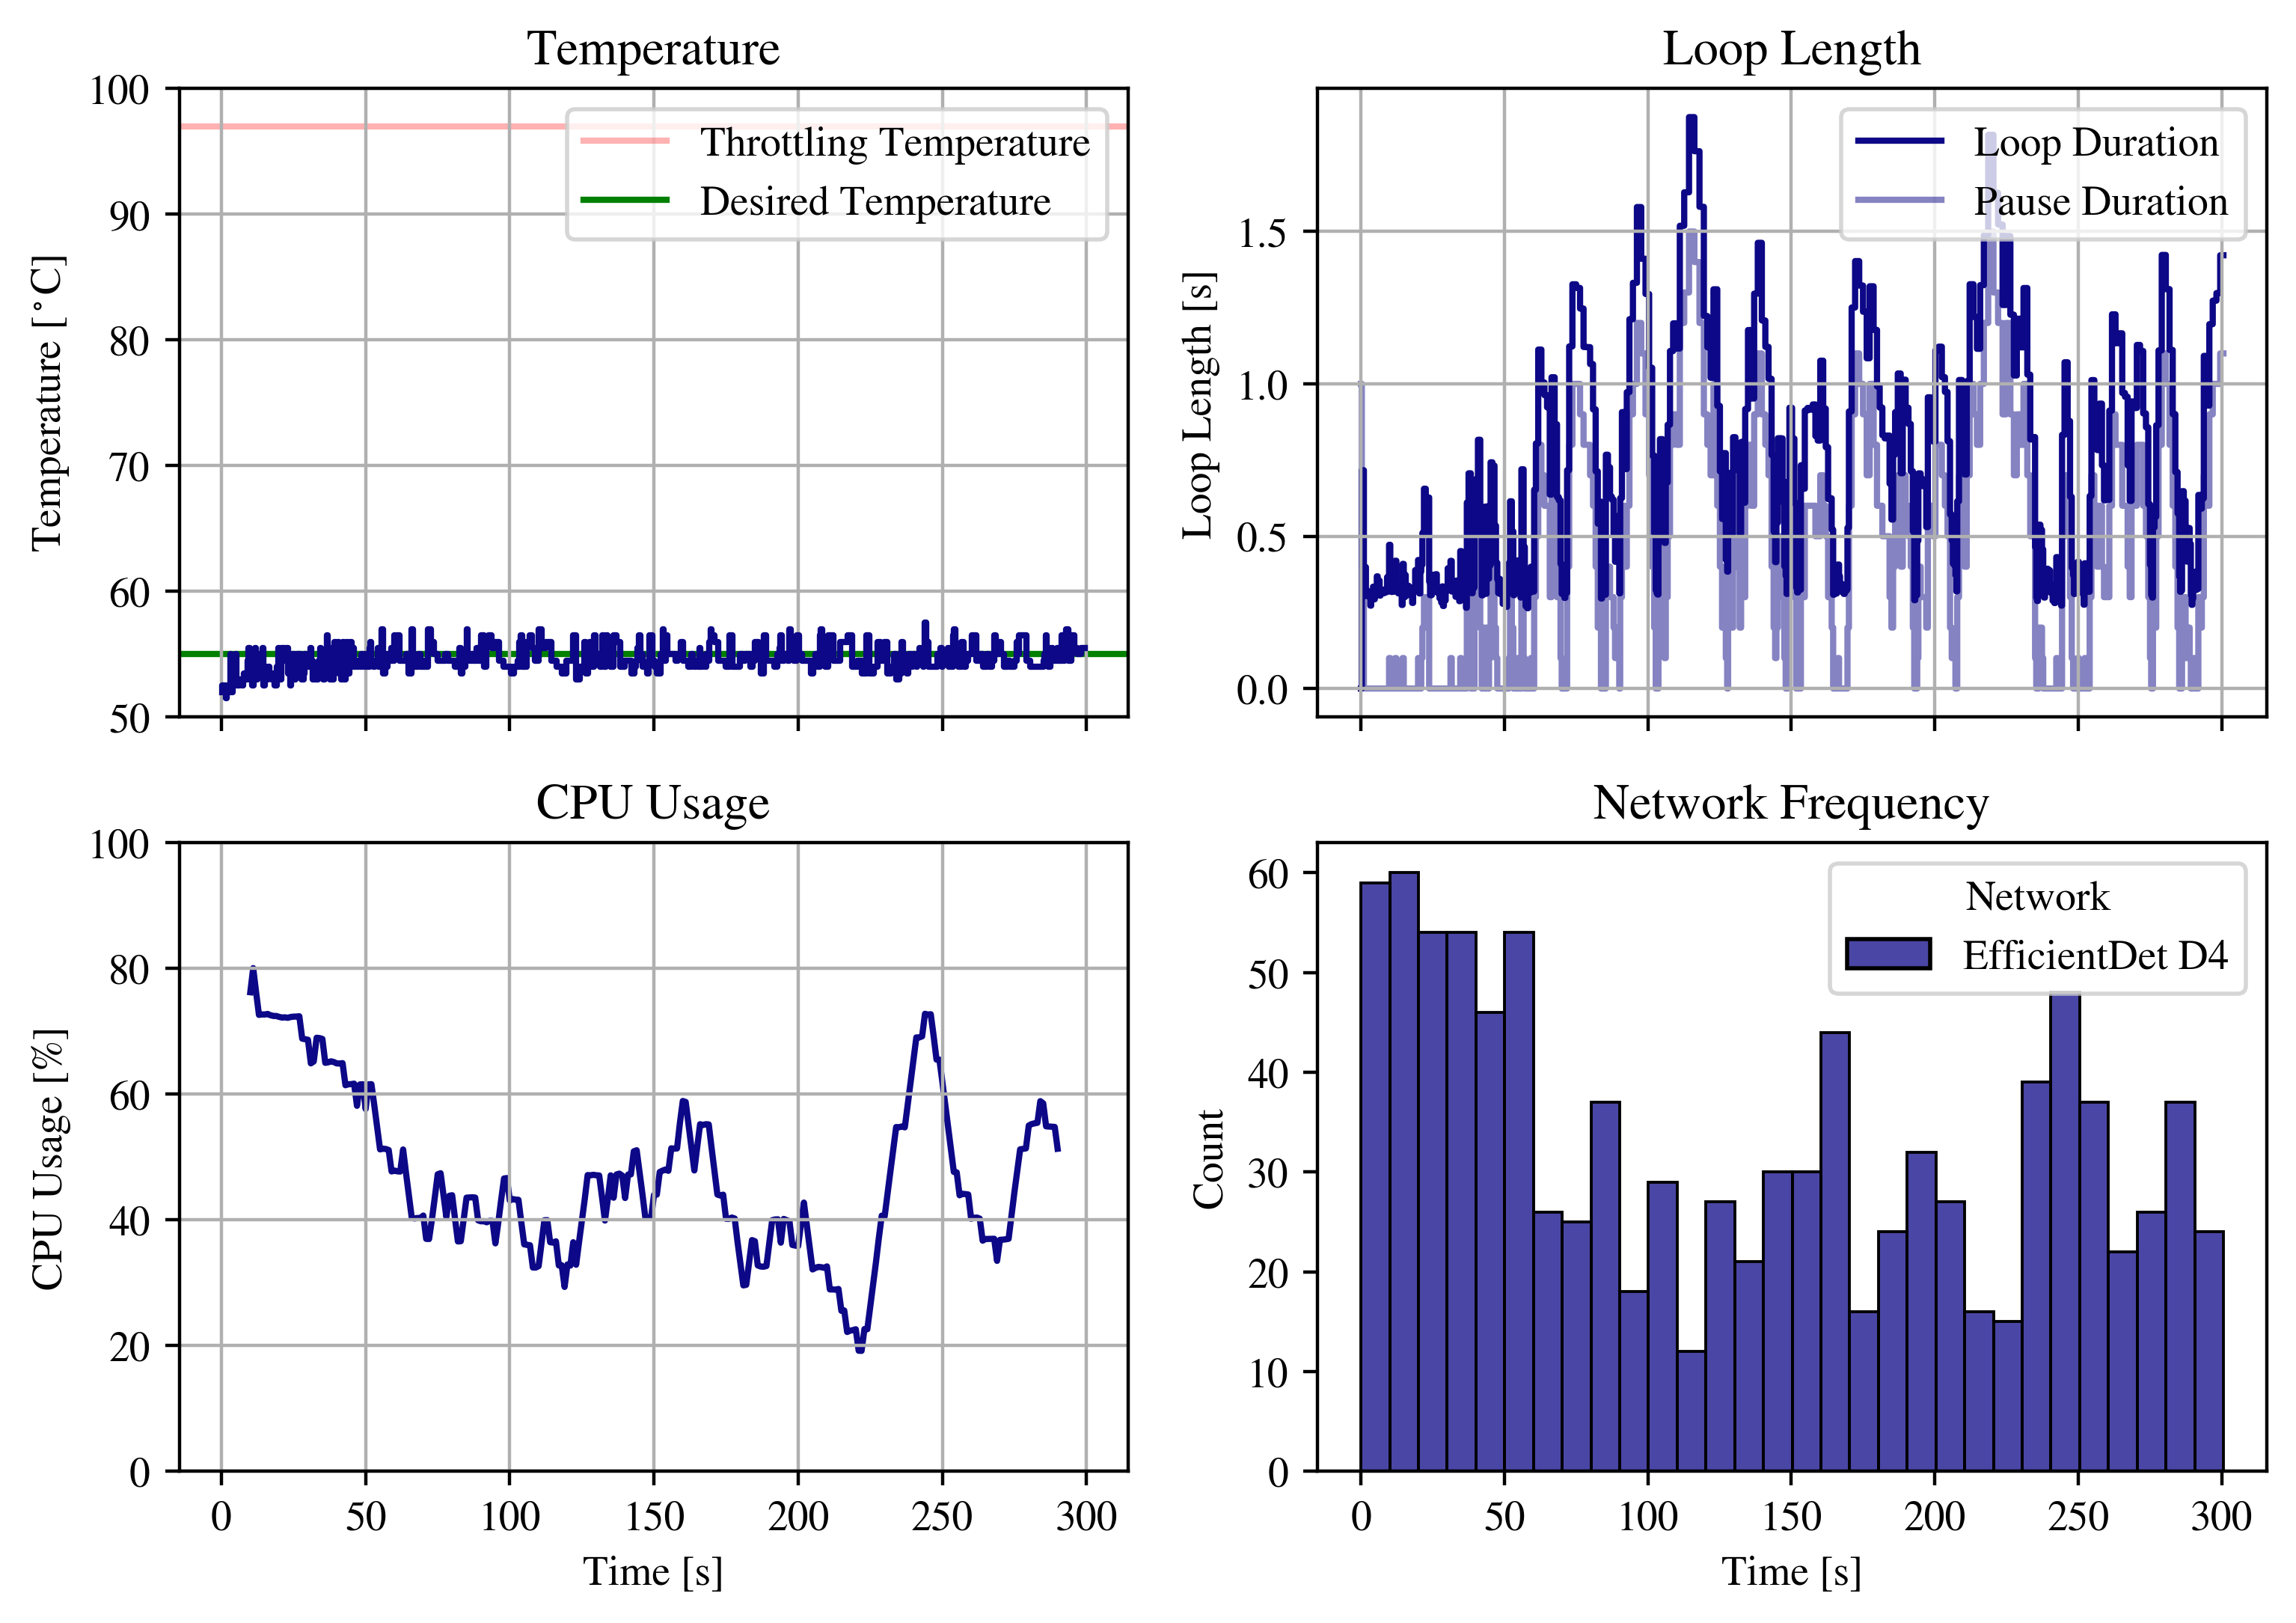 Temperature
100
90
80
70
60
50
Temperature [°C]
Throttling Temperature
Desired Temperature
Loop Length
1.5
1.0
0.5
0.0
Loop Length [s]
Loop Duration
Pause Duration
CPU Usage
100
80
60
40
20
0
CPU Usage [%]
0 50 100 150 200 250 300
Time [s]
Network Frequency
60
50
40
30
20
10
0
Count
Network
EfficientDet D4
0 50 100 150 200 250 300
Time [s]